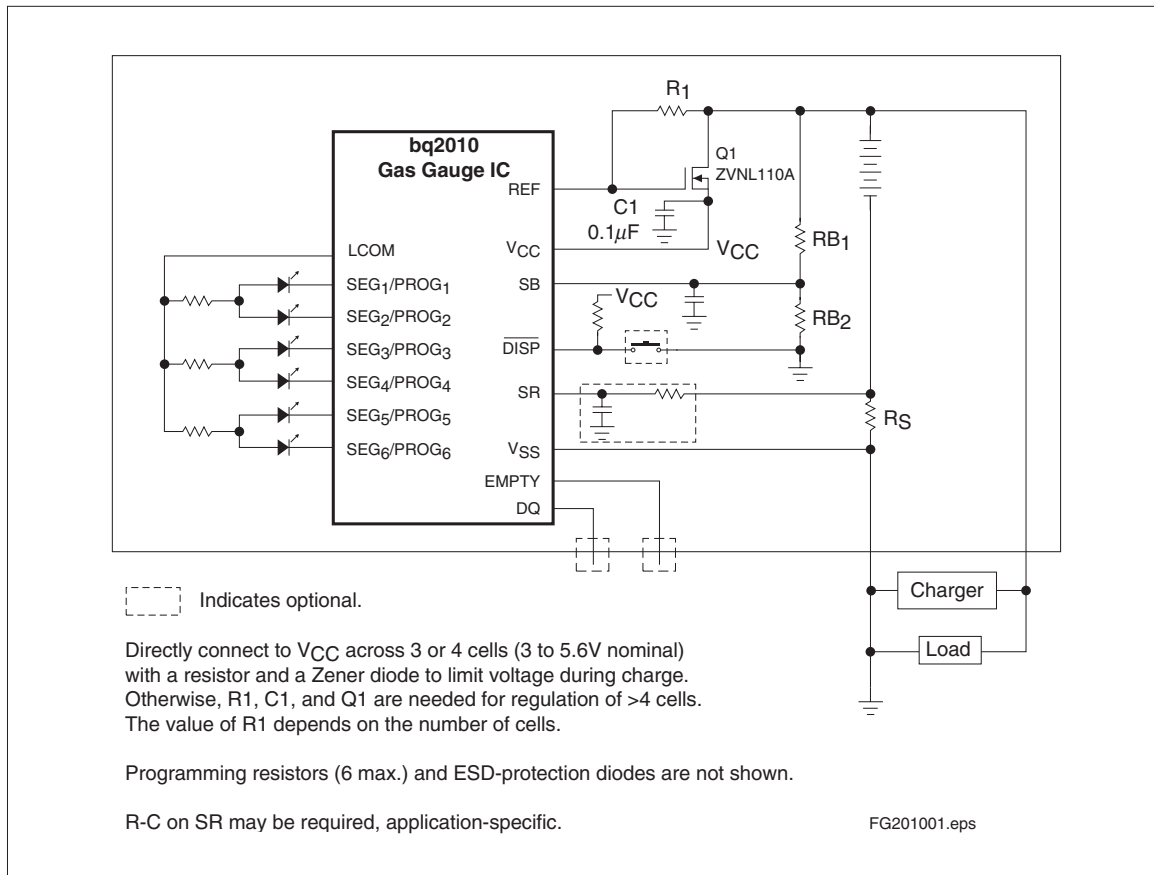 R1
bq2010
Gas Gauge IC
Q1
ZVNL110A
REF
C1
0.1μF
LCOM
VCC
VCC
RB1
SEG1/PROG1
SB
VCC
SEG2/PROG2
RB2
SEG3/PROG3
DISP
SEG4/PROG4
SR
SEG5/PROG5
RS
SEG6/PROG6
VSS
EMPTY
DQ
Charger
Indicates optional.
Load
Directly connect to VCC across 3 or 4 cells (3 to 5.6V nominal)
with a resistor and a Zener diode to limit voltage during charge.
Otherwise, R1, C1, and Q1 are needed for regulation of >4 cells.
The value of R1 depends on the number of cells.
Programming resistors (6 max.) and ESD-protection diodes are not shown.
R-C on SR may be required, application-specific.
FG201001.eps